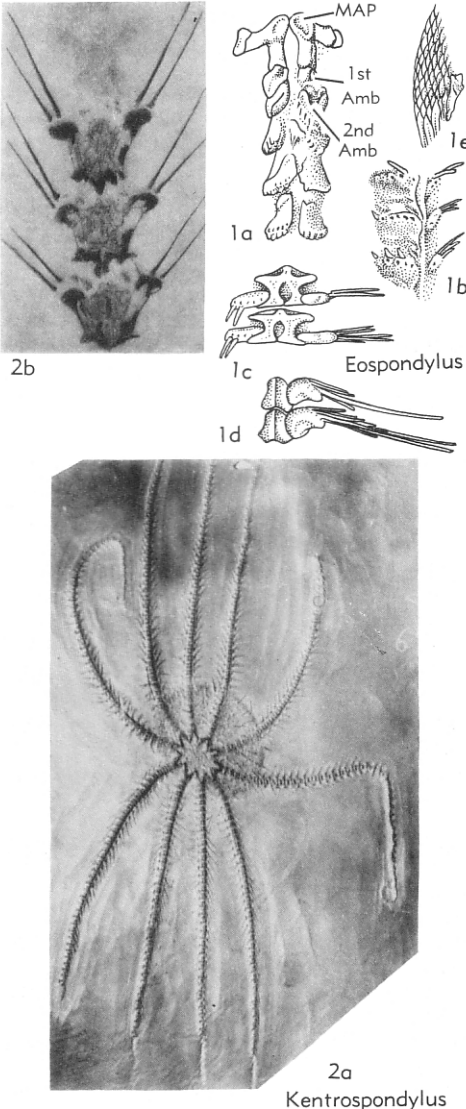 MAP
1st
Amb
2nd
Amb
1e
1a
1b
2b
1c
Eospondylus
1d
2a
Kentrospondylus